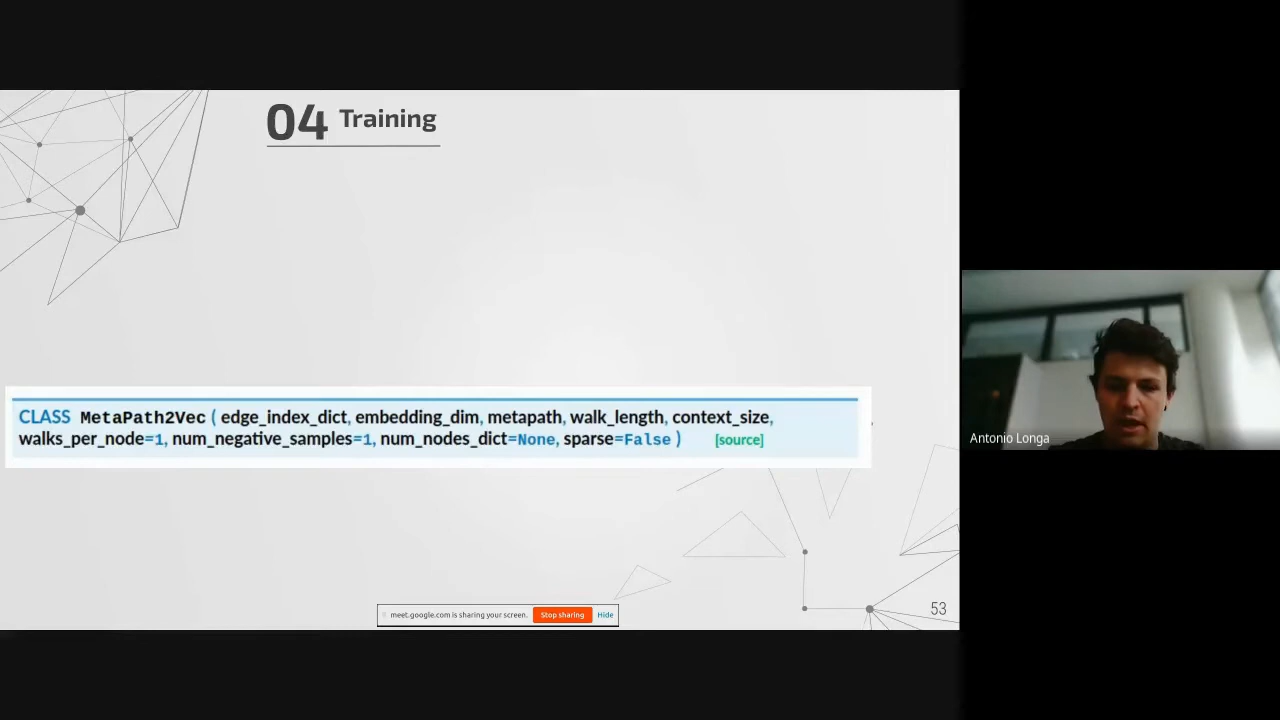 04 Training
CLASS MetaPath2Vec ( edge_index_dict, embedding_dim, metapath, walk_length, context_size,
walks_per_node=1, num_negative_samples=1, num_nodes_dict=None, sparse=False ) [source]
Antonio Longa
meet.google.com is sharing your screen. Stop sharing Hide
53